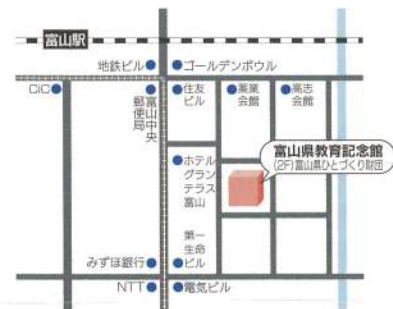 富山駅
地鉄ビル
ゴールデンボウル
CiC
富山中央
郵便局
住友
ビル
薬業
会館
高志
会館
富山県教育記念館
(2F)富山県ひとづくり財団
ホテル
グラン
テラス
富山
第一
生命
ビル
みずほ銀行
NTT
電気ビル